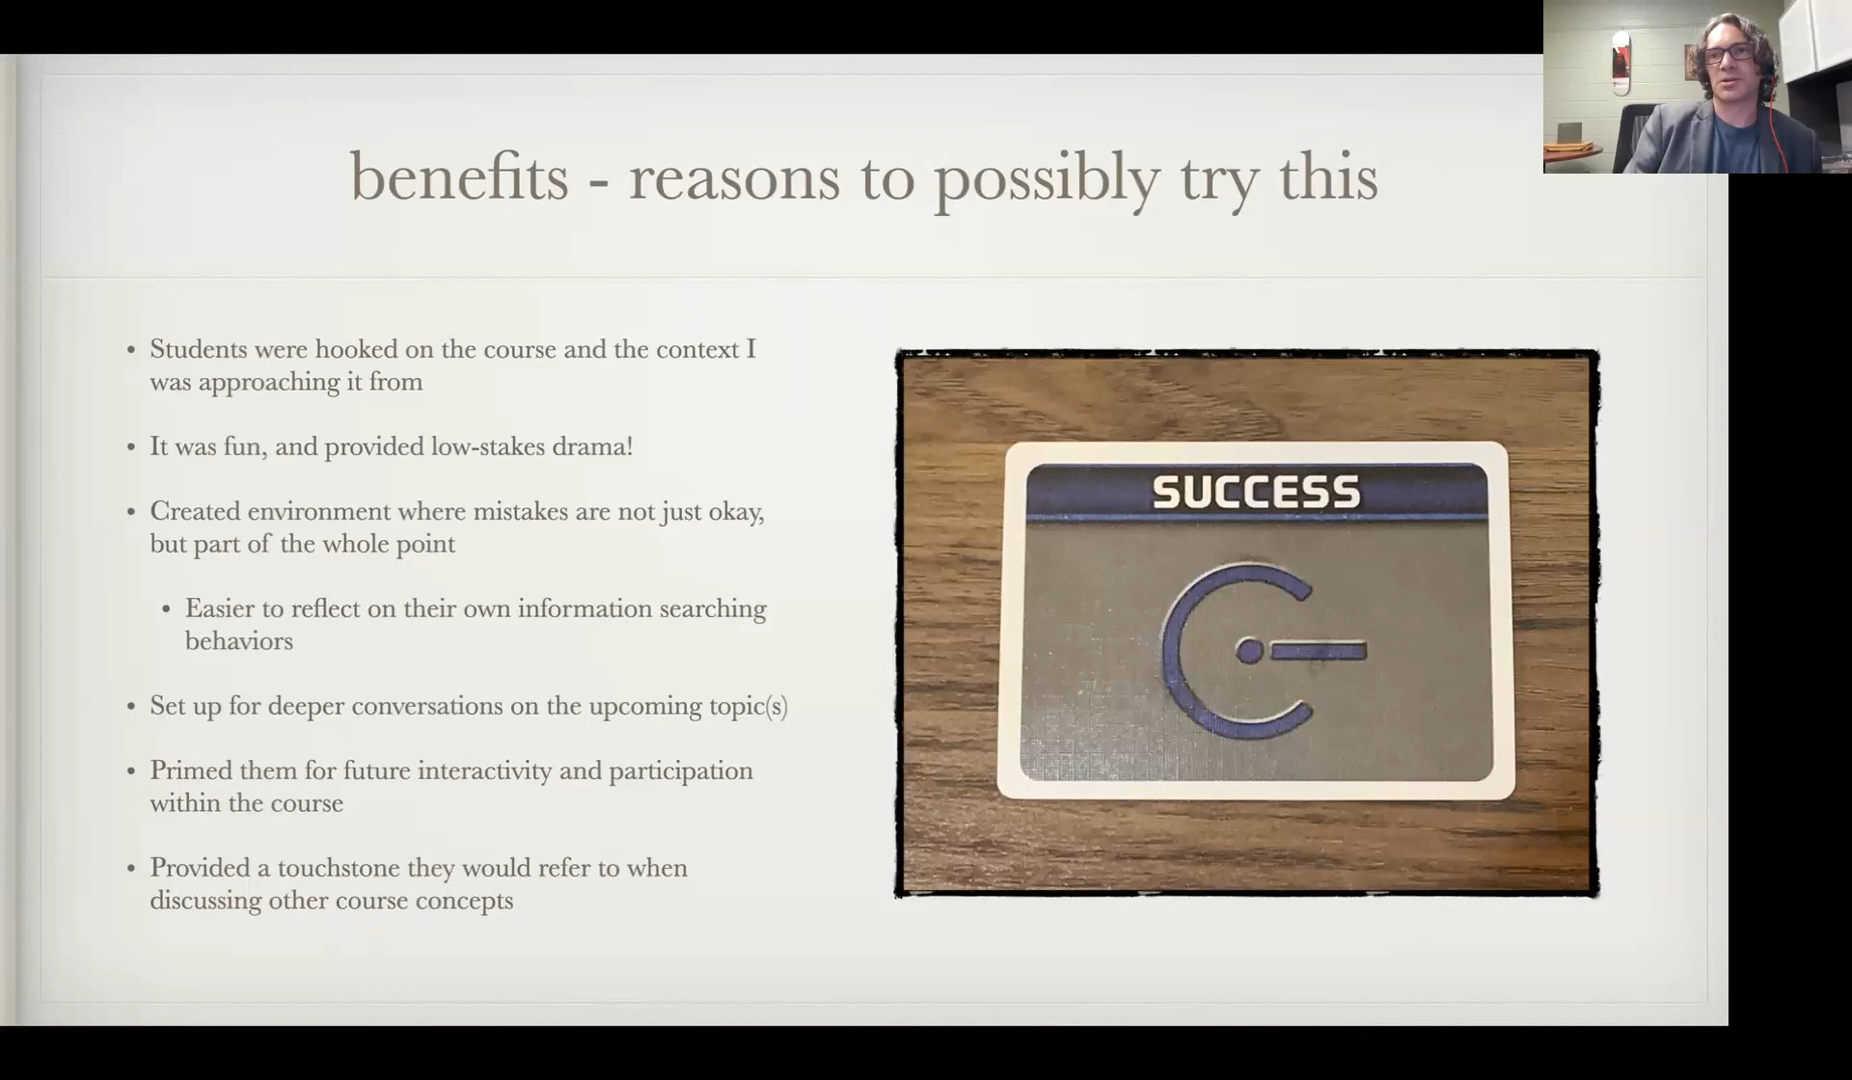 benefits - reasons to possibly try this
• Students were hooked on the course and the context I
was approaching it from
• It was fun, and provided low-stakes drama!
• Created environment where mistakes are not just okay,
but part of the whole point
• Easier to reflect on their own information searching
behaviors
• Set up for deeper conversations on the upcoming topic(s)
• Primed them for future interactivity and participation
within the course
• Provided a touchstone they would refer to when
discussing other course concepts
SUCCESS